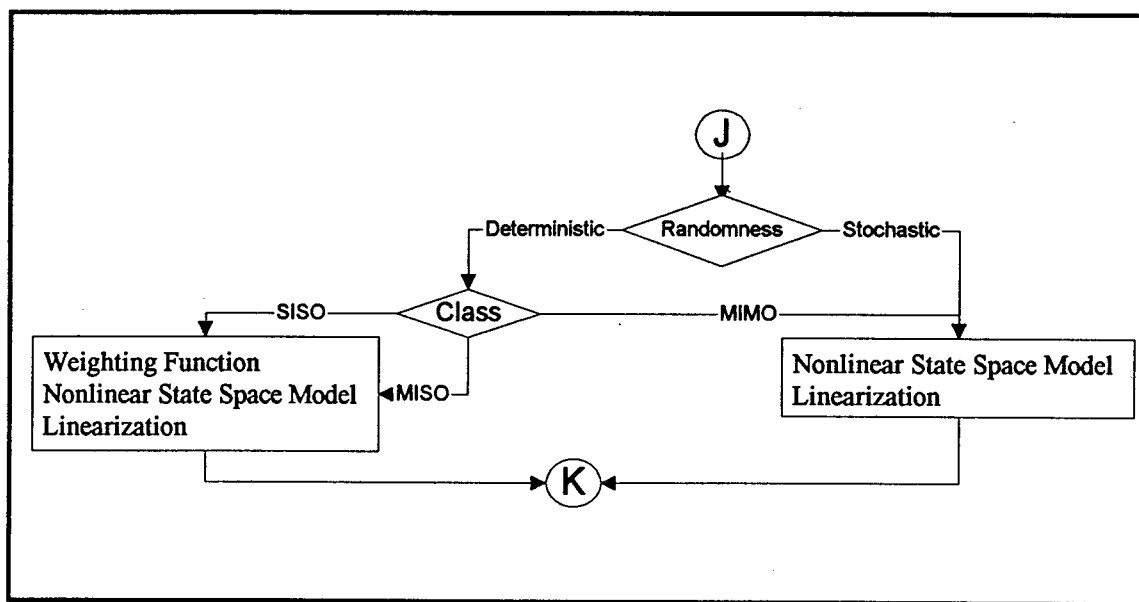 J
Deterministic
Randomness
Stochastic
SISO
Class
MIMO
Weighting Function
Nonlinear State Space Model
Linearization
MISO
Nonlinear State Space Model
Linearization
K